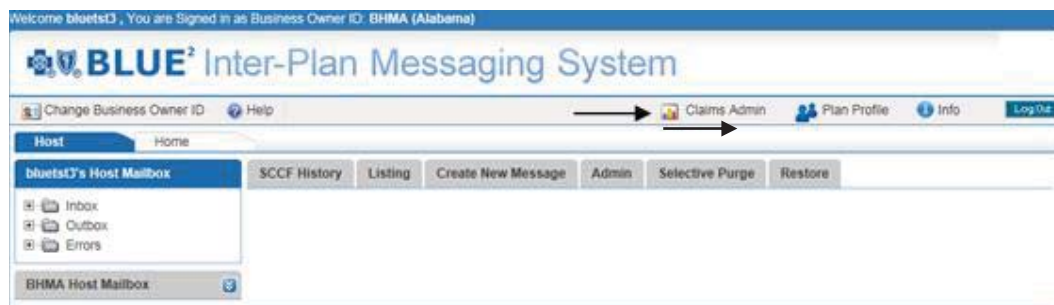 Welcome bluetst3 , You are Signed in as Business Owner ID: BHMA (Alabama)
BLUE² Inter-Plan Messaging System
Change Business Owner ID Help Claims Admin Plan Profile Info Log Out
Host Home
bluetst3's Host Mailbox SCCF History Listing Create New Message Admin Selective Purge Restore
Inbox
Outbox
Errors
BHMA Host Mailbox